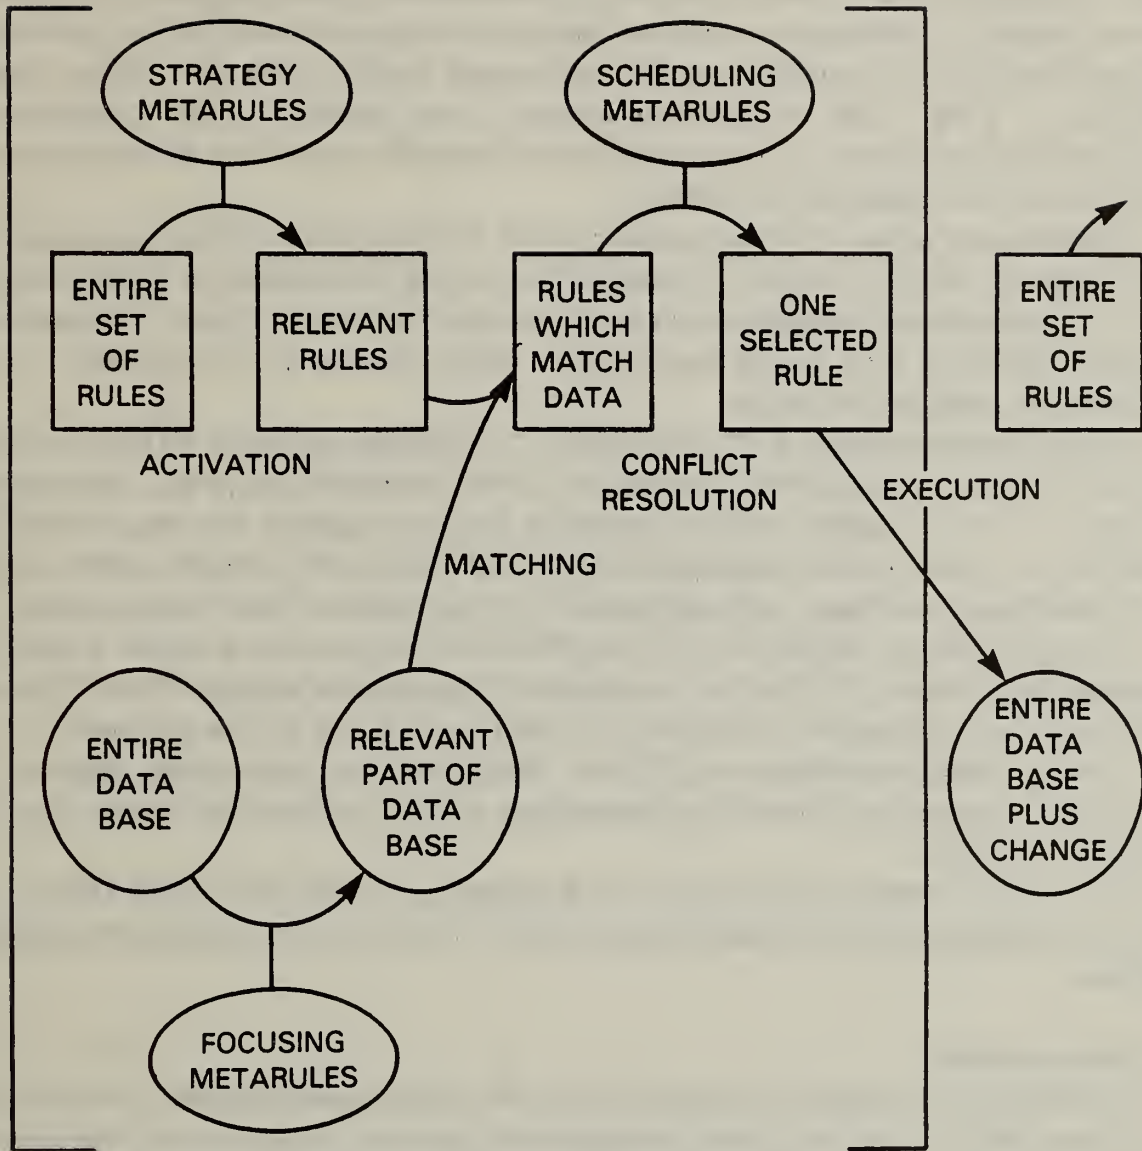 STRATEGY
METARULES
SCHEDULING
METARULES
ENTIRE
SET
OF
RULES
RELEVANT
RULES
RULES
WHICH
MATCH
DATA
ONE
SELECTED
RULE
ENTIRE
SET
OF
RULES
ACTIVATION
CONFLICT
RESOLUTION
EXECUTION
MATCHING
ENTIRE
DATA
BASE
RELEVANT
PART OF
DATA
BASE
ENTIRE
DATA
BASE
PLUS
CHANGE
FOCUSING
METARULES